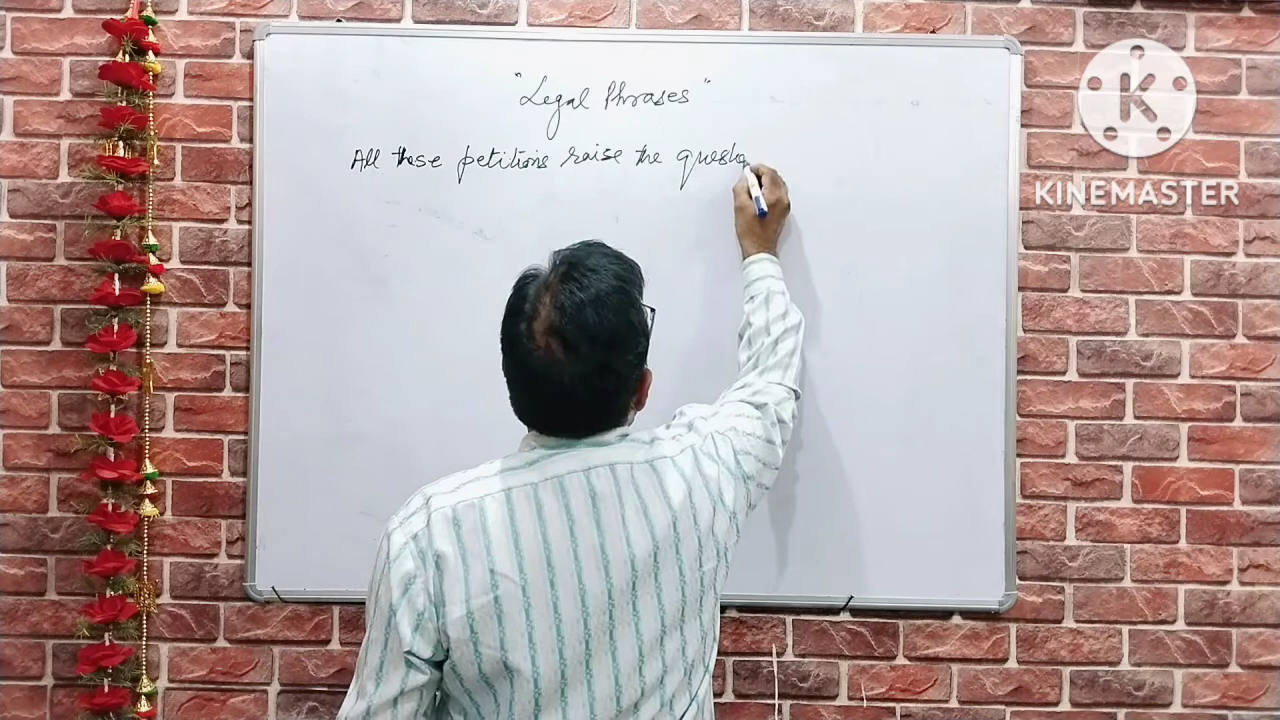 "Legal Phrases"
All these petitions raise the questi
K
KINEMASTER